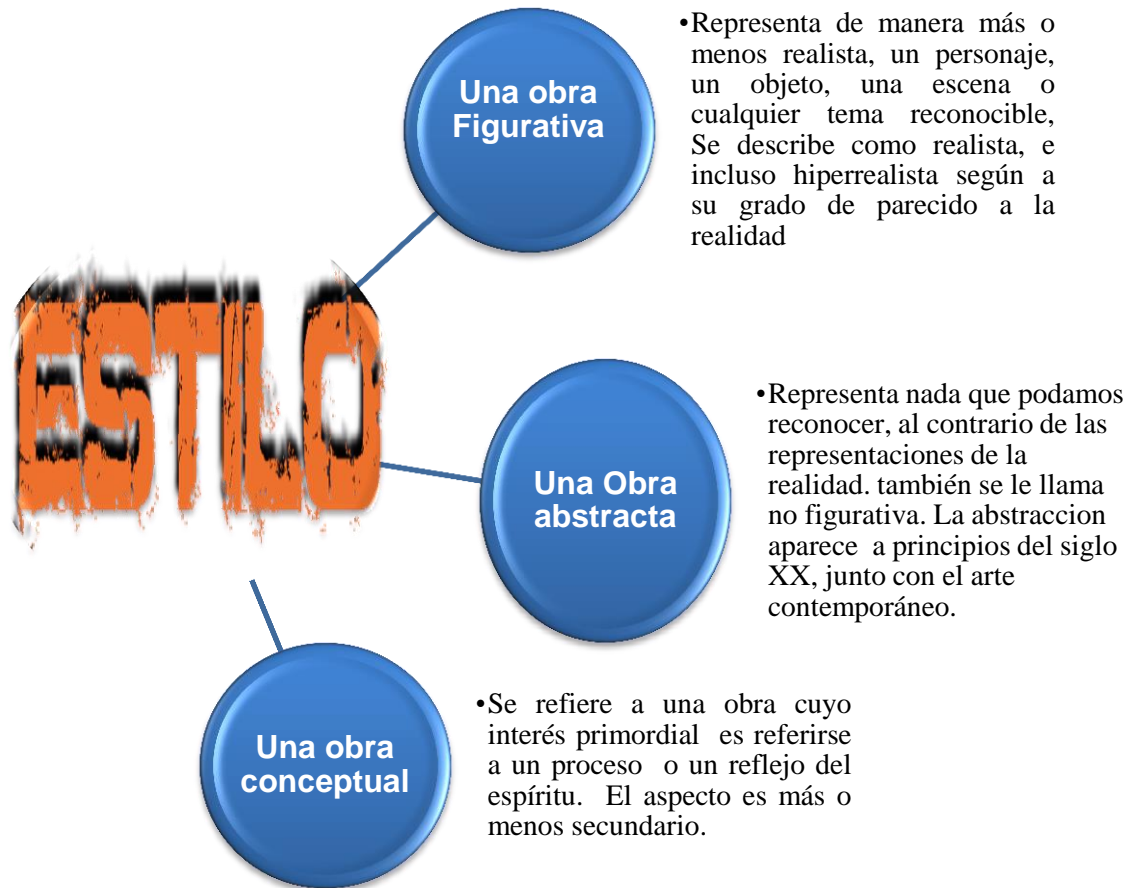 ESTILO
Una obra
Figurativa
•Representa de manera más o
menos realista, un personaje,
un objeto, una escena o
cualquier tema reconocible,
Se describe como realista, e
incluso hiperrealista según a
su grado de parecido a la
realidad
Una Obra
abstracta
•Representa nada que podamos
reconocer, al contrario de las
representaciones de la
realidad. también se le llama
no figurativa. La abstraccion
aparece a principios del siglo
XX, junto con el arte
contemporáneo.
Una obra
conceptual
•Se refiere a una obra cuyo
interés primordial es referirse
a un proceso o un reflejo del
espíritu. El aspecto es más o
menos secundario.